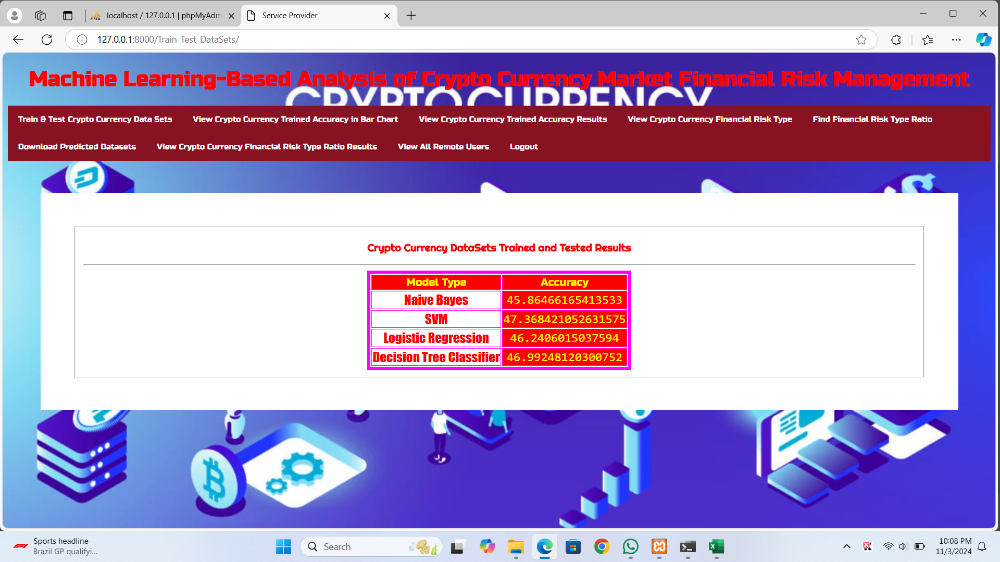 localhost / 127.0.0.1 | phpMyAdm
Service Provider
127.0.0.1:8000/Train_Test_DataSets/
Machine Learning-Based Analysis of Crypto Currency Market Financial Risk Management
CRYPTOCURRENCY
Train & Test Crypto Currency Data Sets View Crypto Currency Trained Accuracy in Bar Chart View Crypto Currency Trained Accuracy Results View Crypto Currency Financial Risk Type Find Financial Risk Type Ratio
Download Predicted Datasets View Crypto Currency Financial Risk Type Ratio Results View All Remote Users Logout
Crypto Currency DataSets Trained and Tested Results
Model Type Accuracy
Naive Bayes 45.86466165413533
SVM 47.368421052631575
Logistic Regression 46.2406015037594
Decision Tree Classifier 46.99248120300752
Sports headline
Brazil GP qualifyi...
Search
10:08 PM
11/3/2024